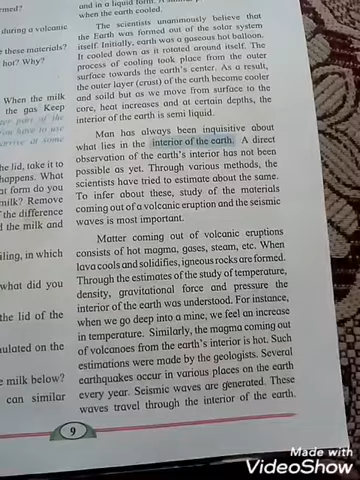 rmed?
during a volcanic
e these materials?
hot? Why?
When the milk
the gas Keep
ter part of the
You have to use
arrive at some
he lid, take it to
happens. What
at form do you
milk? Remove
the difference
d the milk and
iling, in which
what did you
the lid of the
nulated on the
e milk below?
can similar
and in a liquid form.
when the earth cooled.
The scientists unanimously believe that
the Earth was formed out of the solar system
itself. Initially, earth was a gaseous hot balloon.
It cooled down as it rotated around itself. The
process of cooling took place from the outer
surface towards the earth's center. As a result,
the outer layer (crust) of the earth became cooler
and solid but as we move from surface to the
core, heat increases and at certain depths, the
interior of the earth is semi liquid.
Man has always been inquisitive about
what lies in the interior of the earth. A direct
observation of the earth's interior has not been
possible as yet. Through various methods, the
scientists have tried to estimate about the same.
To infer about these, study of the materials
coming out of a volcanic eruption and the seismic
waves is most important.
Matter coming out of volcanic eruptions
consists of hot magma, gases, steam, etc. When
lava cools and solidifies, igneous rocks are formed.
Through the estimates of the study of temperature,
density, gravitational force and pressure the
interior of the earth was understood. For instance,
when we go deep into a mine, we feel an increase
in temperature. Similarly, the magma coming out
of volcanoes from the earth's interior is hot. Such
estimations were made by the geologists. Several
earthquakes occur in various places on the earth
every year. Seismic waves are generated. These
waves travel through the interior of the earth.
9
Made with
VideoShow